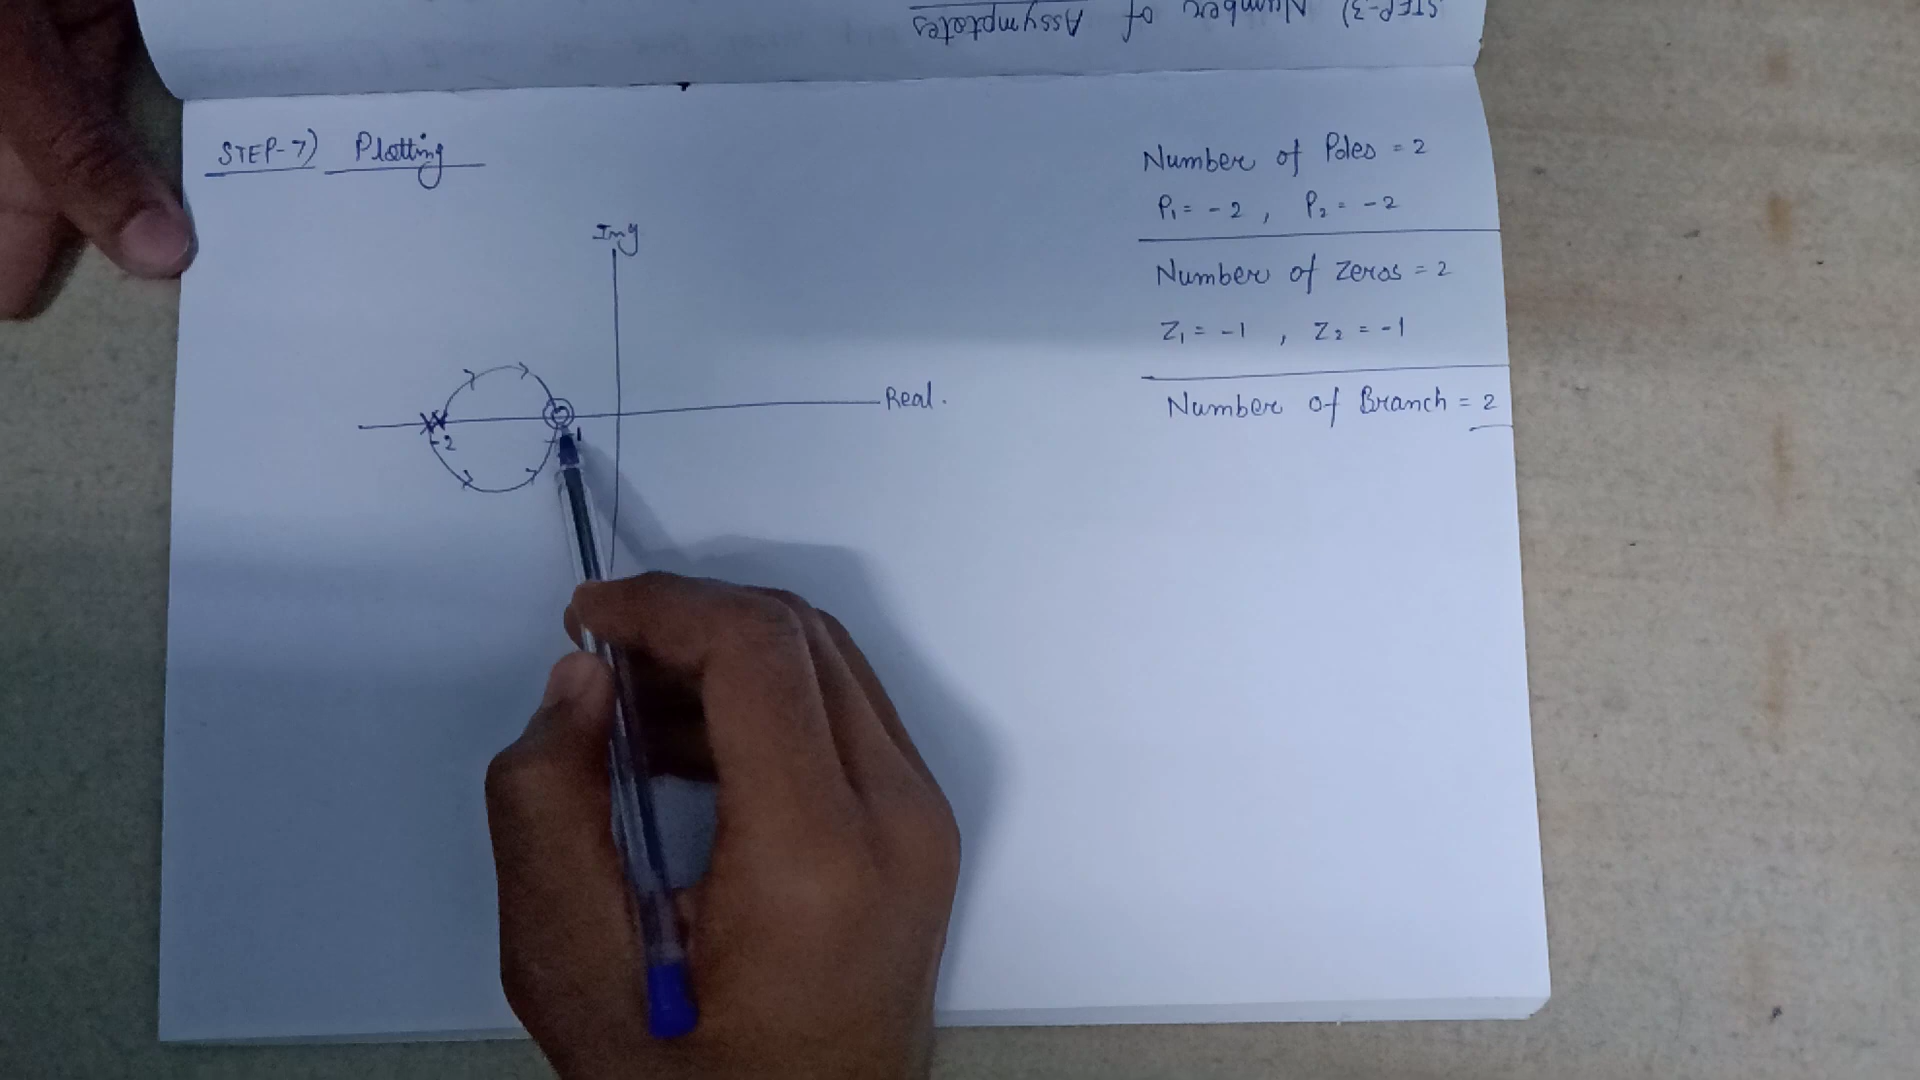 STEP-3) Number of Assymptotes
STEP-7) Plotting
Img
Real.
-2
-1
Number of Poles = 2
P₁ = -2 , P₂ = -2
Number of Zeros = 2
Z₁ = -1 , Z₂ = -1
Number of Branch = 2